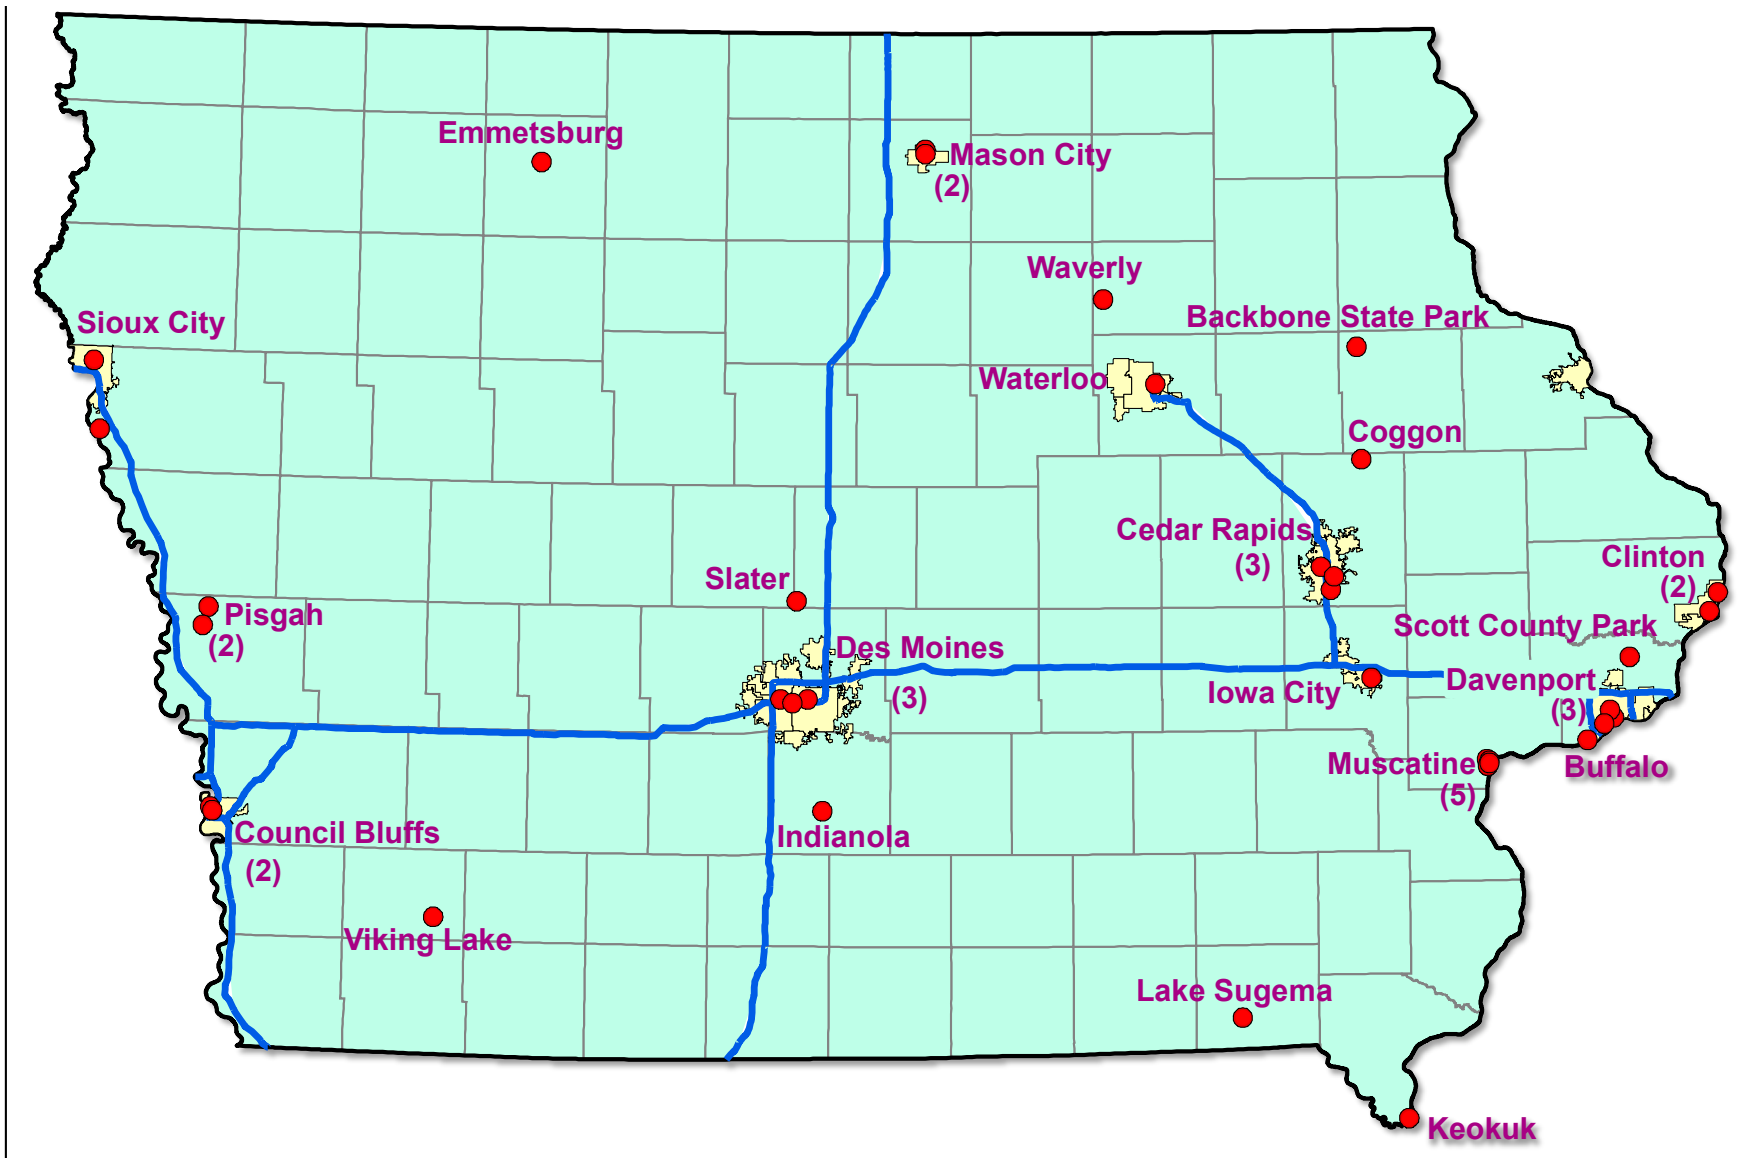 Emmetsburg
Mason City
(2)
Waverly
Sioux City
Backbone State Park
Waterloo
Coggon
Cedar Rapids
(3)
Clinton
(2)
Slater
Pisgah
(2)
Scott County Park
Des Moines
(3)
Iowa City
Davenport
(3)
Muscatine
(5)
Buffalo
Council Bluffs
(2)
Indianola
Viking Lake
Lake Sugema
Keokuk